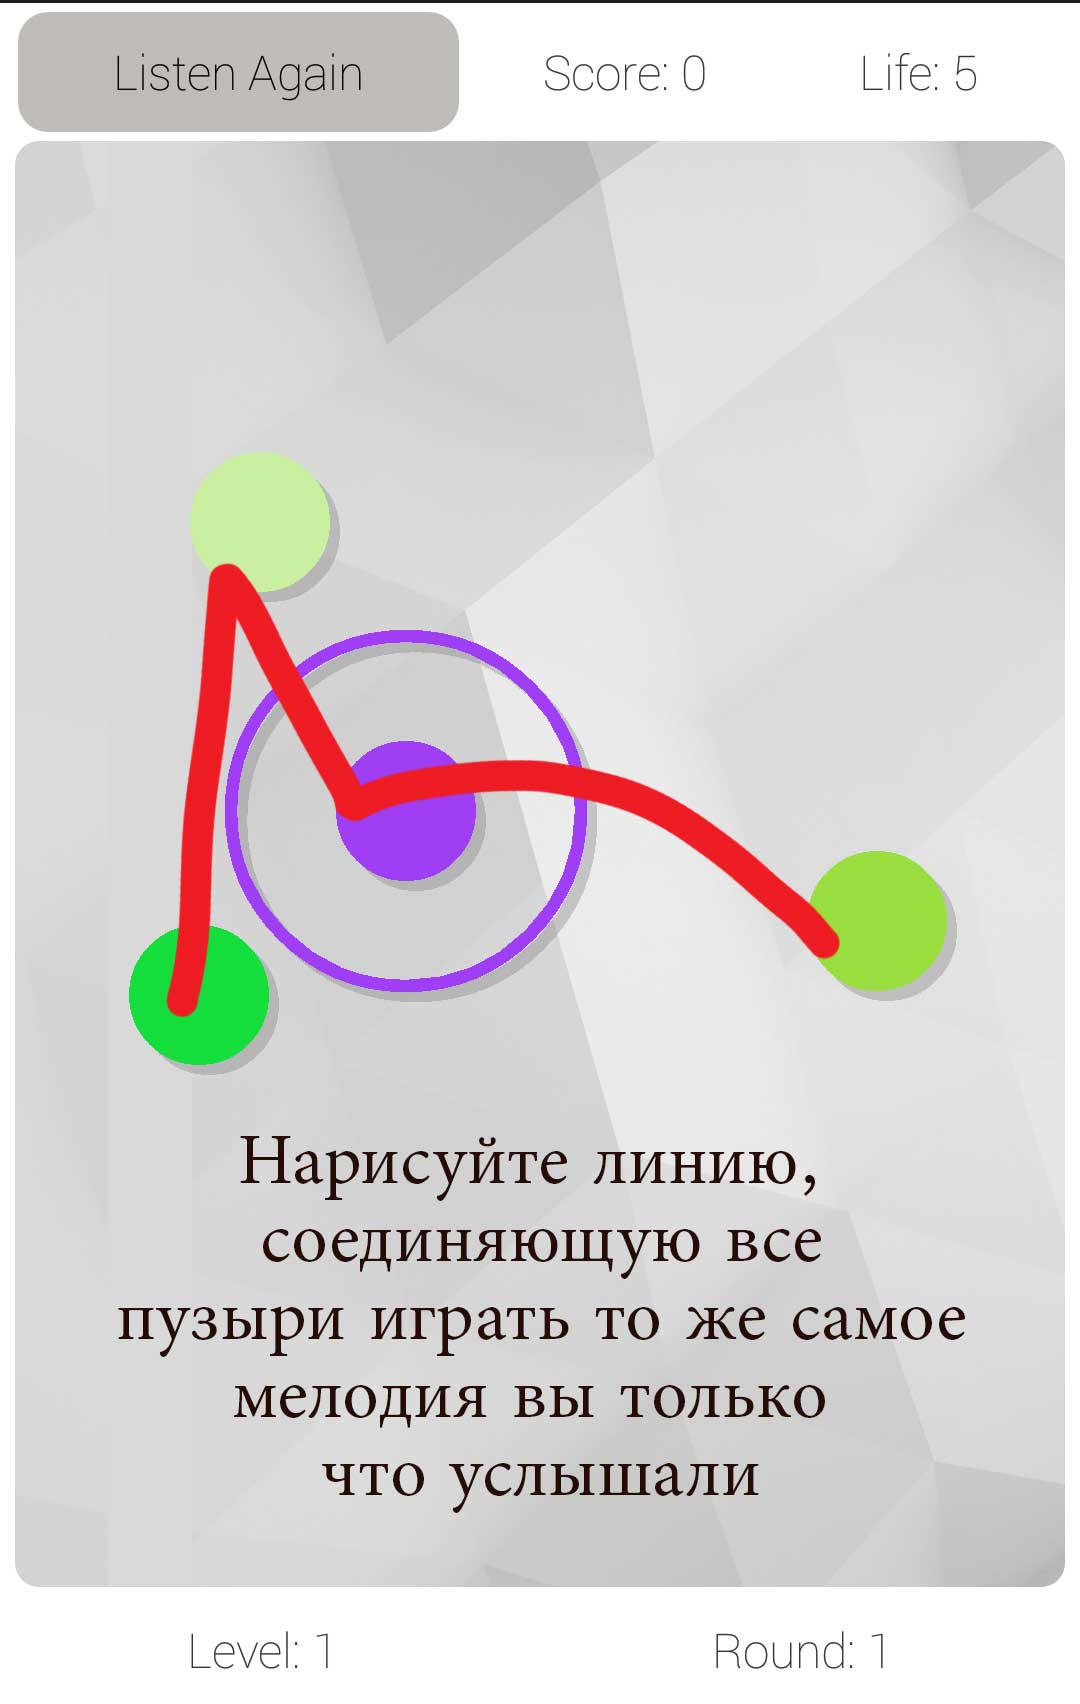 Listen Again Score: 0 Life: 5
Нарисуйте линию,
соединяющую все
пузыри играть то же самое
мелодия вы только
что услышали
Level: 1 Round: 1